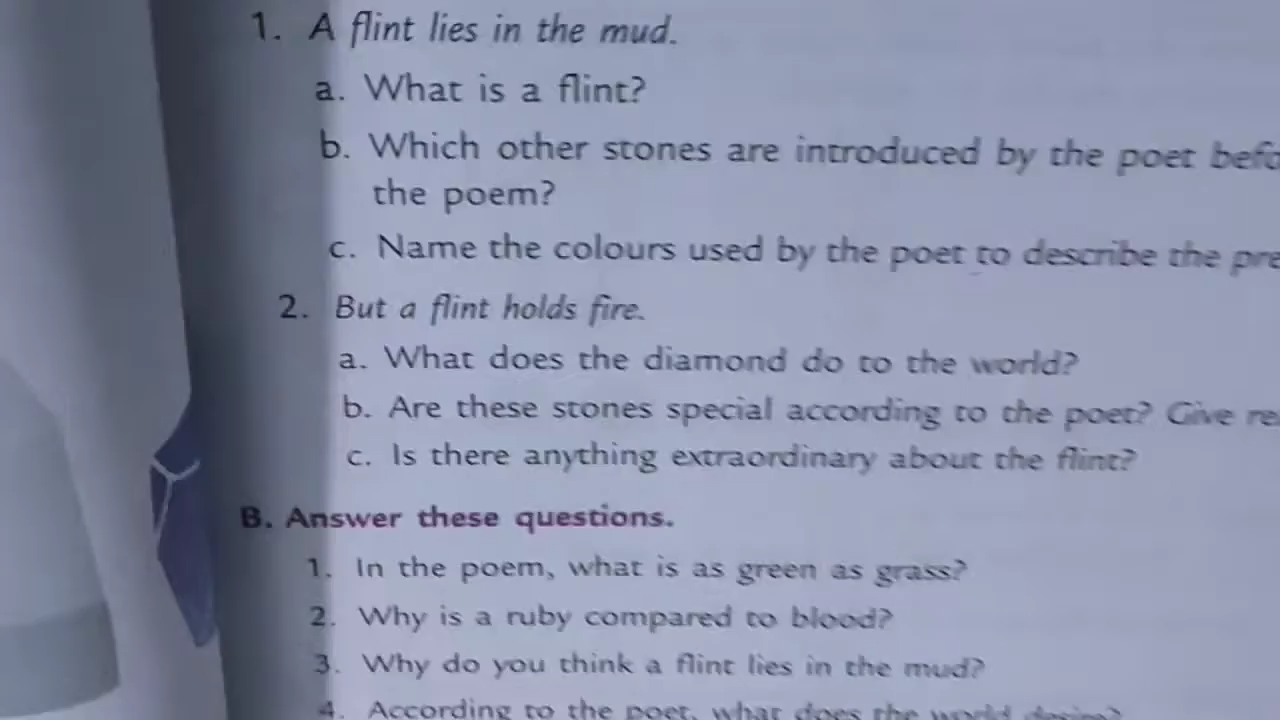 1. A flint lies in the mud.
a. What is a flint?
b. Which other stones are introduced by the poet
the poem?
c. Name the colours used by the poet to describe the
2. But a flint holds fire.
a. What does the diamond do to the world?
b. Are these stones special according to the poet? Give
c. Is there anything extraordinary about the flint?
B. Answer these questions.
1. In the poem, what is as green as grass?
2. Why is a ruby compared to blood?
3. Why do you think a flint lies in the mud?
4. According to the poet, what does the world